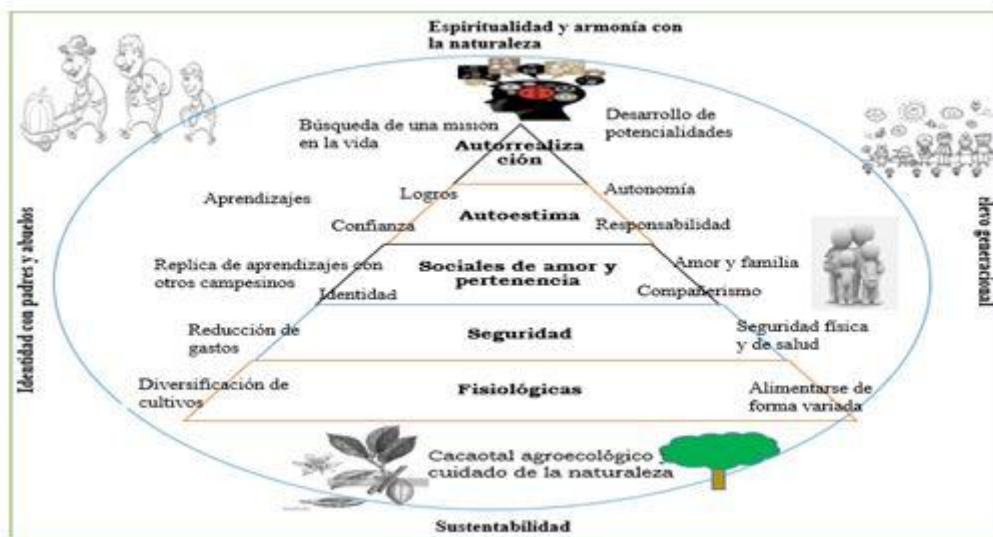 Espiritualidad y armonía con
la naturaleza
Búsqueda de una misión
en la vida
Desarrollo de
potencialidades
Autorrealiza
ción
Aprendizajes
Logros
Autonomía
Confianza
Autoestima
Responsabilidad
Replica de aprendizajes con
otros campesinos
Identidad
Sociales de amor y
pertenencia
Amor y familia
Compañerismo
Reducción de
gastos
Seguridad
Seguridad física
y de salud
Diversificación de
cultivos
Fisiológicas
Alimentarse de
forma variada
Cacaotal agroecológico y
cuidado de la naturaleza
Sustentabilidad
Identidad con padres y abuelos
elevo generacional